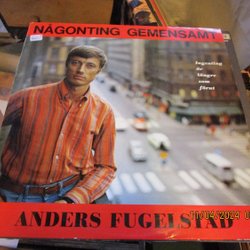 NÅGONTING GEMENSAMT
Ingenting
är
längre
som
förut
ANDERS FUGELSTAD
11/04/2024